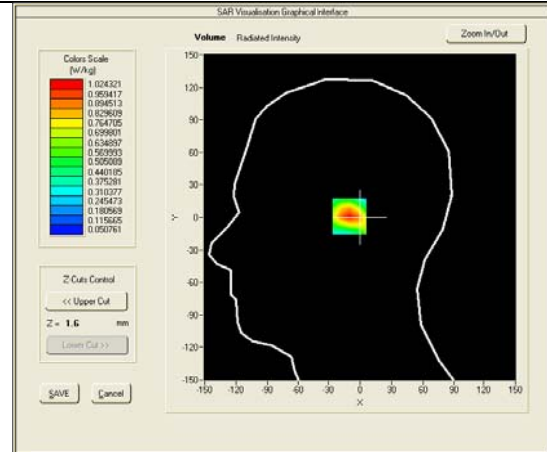 SAR Visualisation Graphical Interface
Volume Radiated Intensity
Zoom In/Out
Colors Scale
(W/kg)
1.024321
0.959417
0.894513
0.829609
0.764705
0.699801
0.634897
0.569993
0.505089
0.440185
0.375281
0.310377
0.245473
0.180569
0.115665
0.050761
Z-Cuts Control
<< Upper Cut
Z = 1.6 mm
Lower Cut >>
SAVE Cancel
150
120
90
60
30
0
-30
-60
-90
-120
-150
Y
-150 -120 -90 -60 -30 0 30 60 90 120 150
X